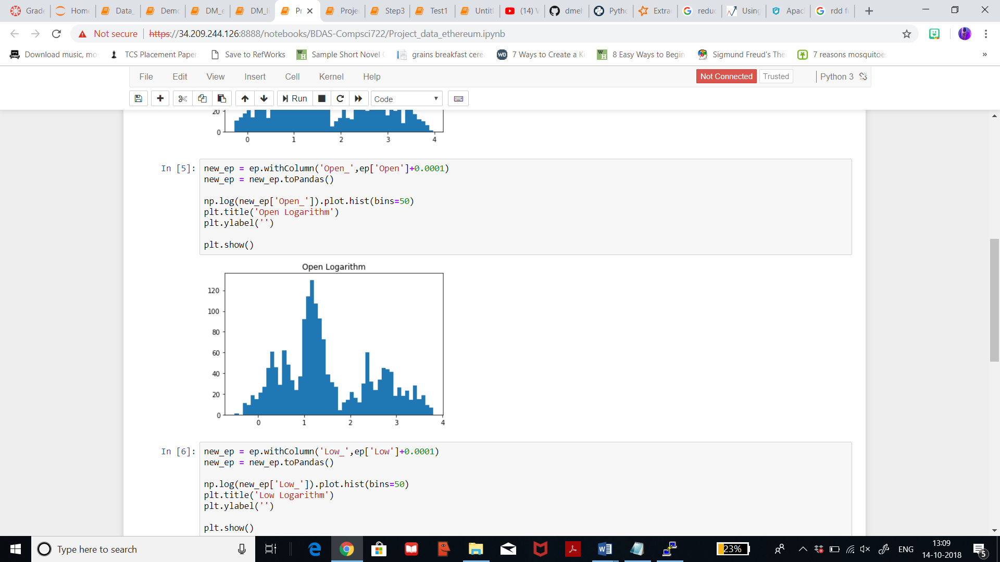 Grade
Home
Data_
Demo
DM_e
DM_li
Pr
Proje
Step3
Test1
Untit
(14) V
dmeh
Pytho
Extra
reduc
Using
Apac
rdd f
Not secure
https://34.209.244.126:8888/notebooks/BDAS-Compsci722/Project_data_ethereum.ipynb
Download music, mo
TCS Placement Paper
Save to RefWorks
Sample Short Novel
grains breakfast cere
WD
7 Ways to Create a Ki
8 Easy Ways to Begin
Sigmund Freud's The
7 reasons mosquitoe
»
File Edit View Insert Cell Kernel Help
Not Connected
Trusted
Python 3
Run
Code
20
0
0 1 2 3 4
In [5]:
new_ep = ep.withColumn('Open_',ep['Open']+0.0001)
new_ep = new_ep.toPandas()
np.log(new_ep['Open_']).plot.hist(bins=50)
plt.title('Open Logarithm')
plt.ylabel('')
plt.show()
Open Logarithm
120
100
80
60
40
20
0
0 1 2 3 4
In [6]:
new_ep = ep.withColumn('Low_',ep['Low']+0.0001)
new_ep = new_ep.toPandas()
np.log(new_ep['Low_']).plot.hist(bins=50)
plt.title('Low Logarithm')
plt.ylabel('')
plt.show()
Type here to search
23%
ENG
13:09
14-10-2018
5